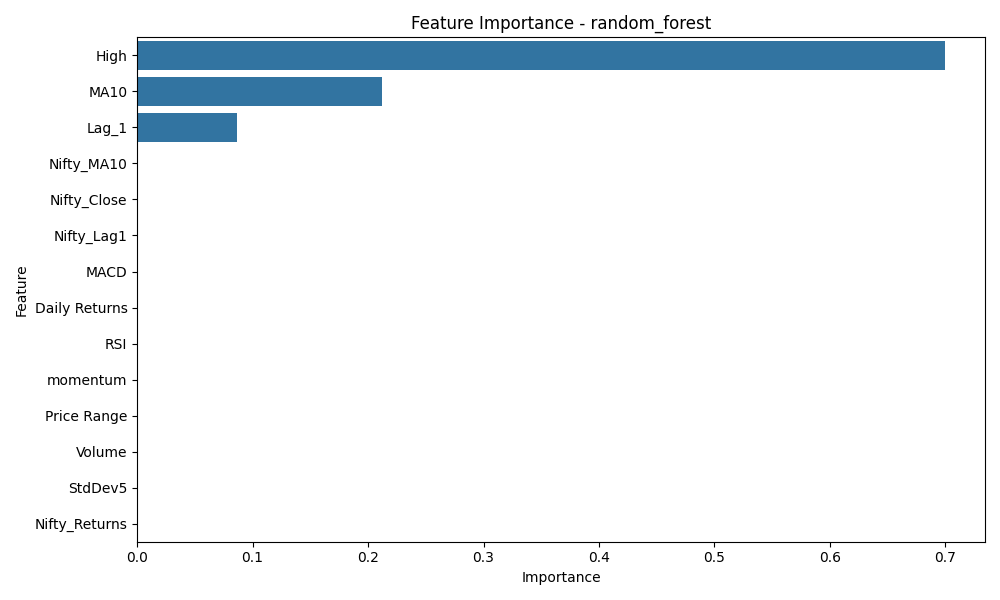 Feature Importance - random_forest
High
MA10
Lag_1
Nifty_MA10
Nifty_Close
Nifty_Lag1
MACD
Daily Returns
RSI
momentum
Price Range
Volume
StdDev5
Nifty_Returns
Feature
0.0 0.1 0.2 0.3 0.4 0.5 0.6 0.7
Importance